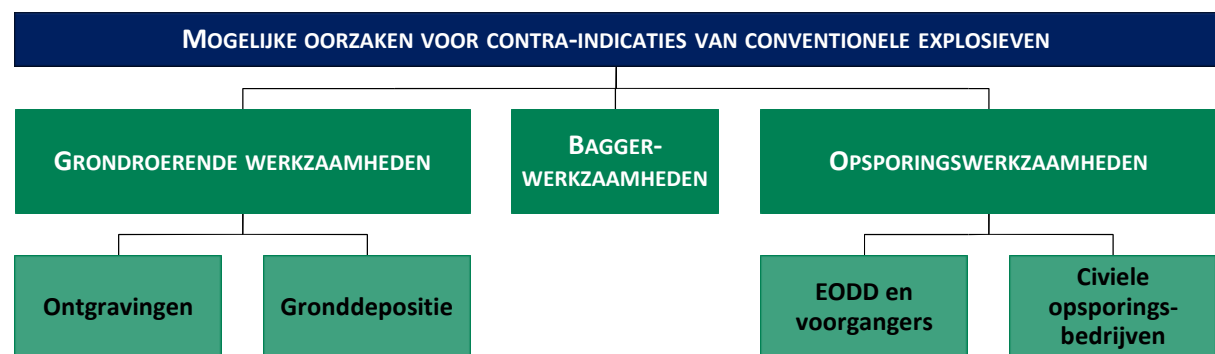 MOGELIJKE OORZAKEN VOOR CONTRA-INDICATIES VAN CONVENTIONELE EXPLOSIEVEN
GRONDROERENDE WERKZAAMHEDEN
BAGGER-
WERKZAAMHEDEN
OPSPORINGSWERKZAAMHEDEN
Ontgravingen
Gronddepositie
EODD en
voorgangers
Civiele
opsporings-
bedrijven